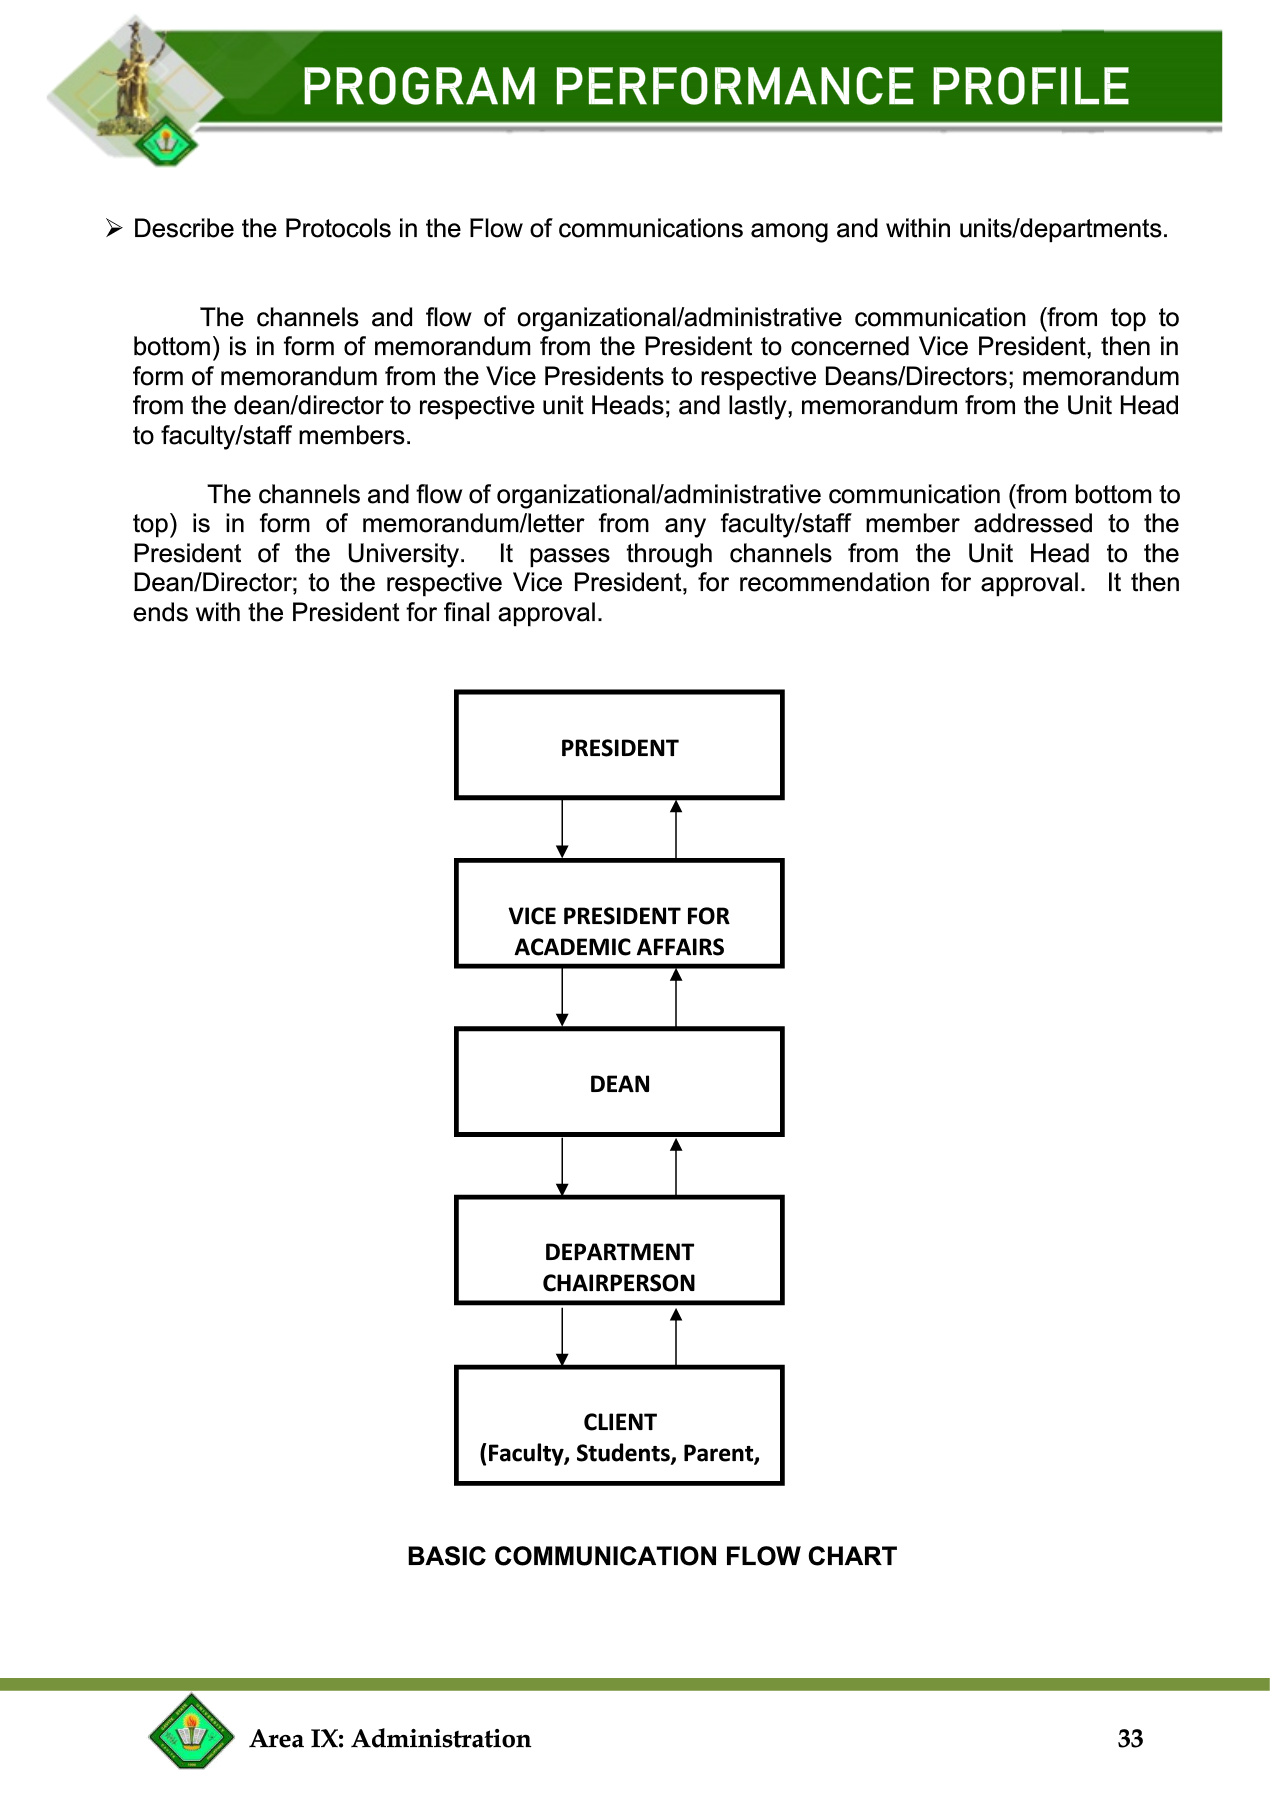 PROGRAM PERFORMANCE PROFILE
➢ Describe the Protocols in the Flow of communications among and within units/departments.
The channels and flow of organizational/administrative communication (from top to
bottom) is in form of memorandum from the President to concerned Vice President, then in
form of memorandum from the Vice Presidents to respective Deans/Directors; memorandum
from the dean/director to respective unit Heads; and lastly, memorandum from the Unit Head
to faculty/staff members.
The channels and flow of organizational/administrative communication (from bottom to
top) is in form of memorandum/letter from any faculty/staff member addressed to the
President of the University. It passes through channels from the Unit Head to the
Dean/Director; to the respective Vice President, for recommendation for approval. It then
ends with the President for final approval.
PRESIDENT
VICE PRESIDENT FOR
ACADEMIC AFFAIRS
DEAN
DEPARTMENT
CHAIRPERSON
CLIENT
(Faculty, Students, Parent,
BASIC COMMUNICATION FLOW CHART
Area IX: Administration
33